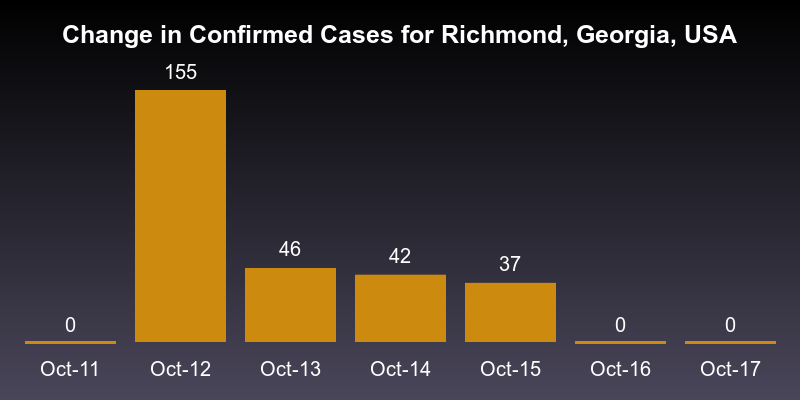 Change in Confirmed Cases for Richmond, Georgia, USA
155
46
42
37
0
0
0
Oct-11
Oct-12
Oct-13
Oct-14
Oct-15
Oct-16
Oct-17